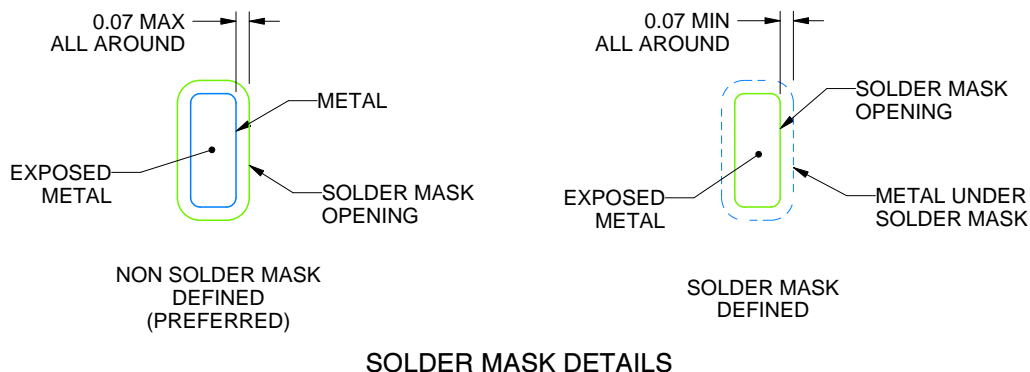 0.07 MAX
ALL AROUND
METAL
EXPOSED
METAL
SOLDER MASK
OPENING
NON SOLDER MASK
DEFINED
(PREFERRED)
0.07 MIN
ALL AROUND
SOLDER MASK
OPENING
EXPOSED
METAL
METAL UNDER
SOLDER MASK
SOLDER MASK
DEFINED
SOLDER MASK DETAILS